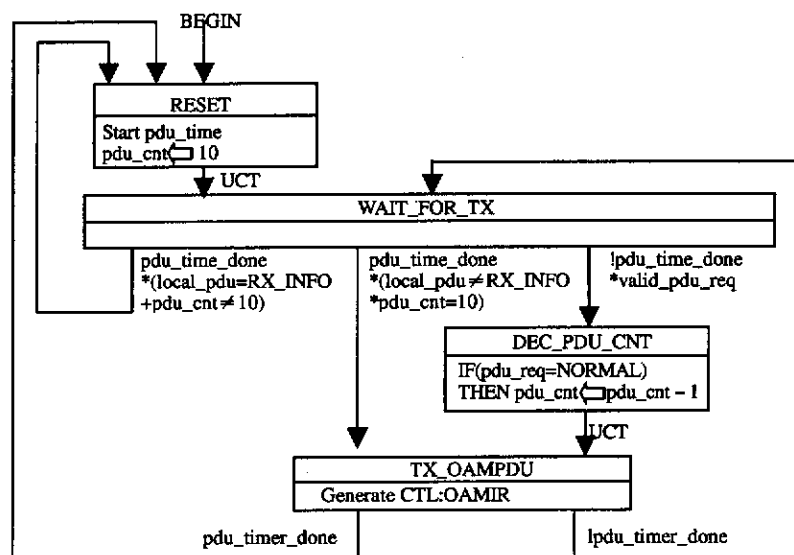 BEGIN
RESET
Start pdu_time
pdu_cnt⇐10
UCT
WAIT_FOR_TX
pdu_time_done
*(local_pdu=RX_INFO
+pdu_cnt≠10)
pdu_time_done
*(local_pdu≠RX_INFO
*pdu_cnt=10)
!pdu_time_done
*valid_pdu_req
DEC_PDU_CNT
IF(pdu_req=NORMAL)
THEN pdu_cnt⇐pdu_cnt − 1
UCT
TX_OAMPDU
Generate CTL:OAMIR
pdu_timer_done
lpdu_timer_done